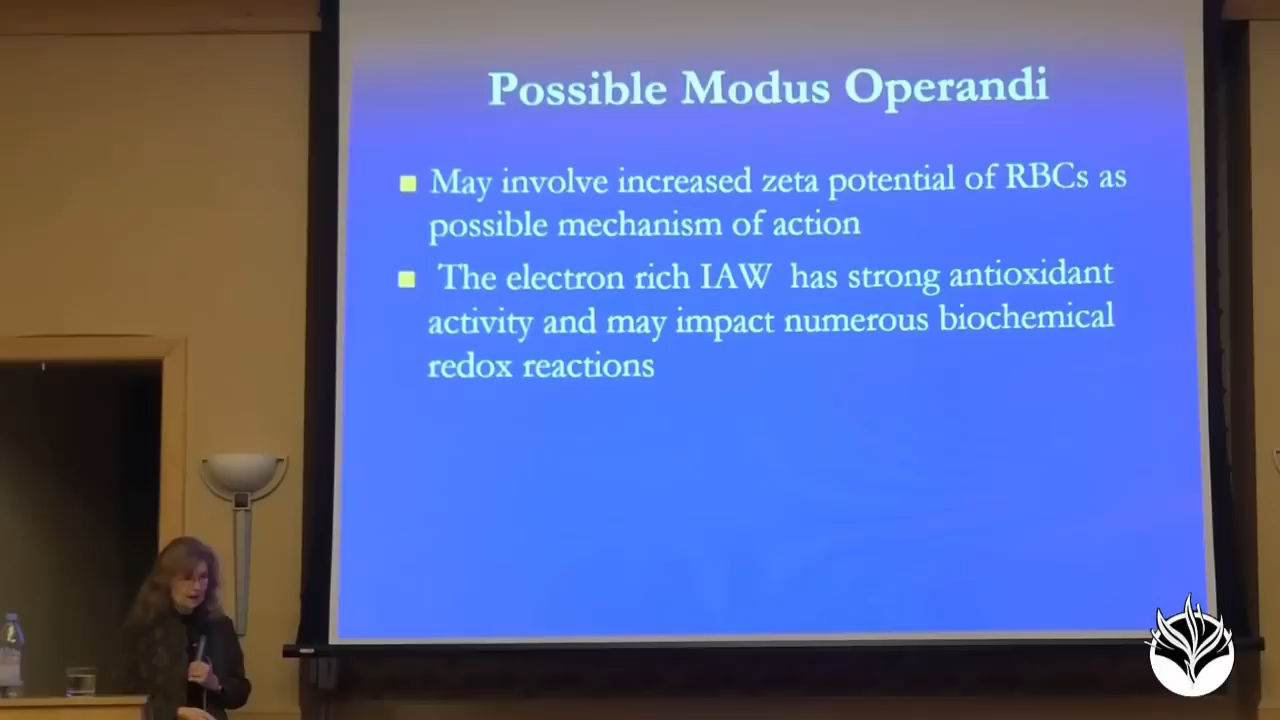 Possible Modus Operandi
May involve increased zeta potential of RBCs as
possible mechanism of action
The electron rich IAW has strong antioxidant
activity and may impact numerous biochemical
redox reactions